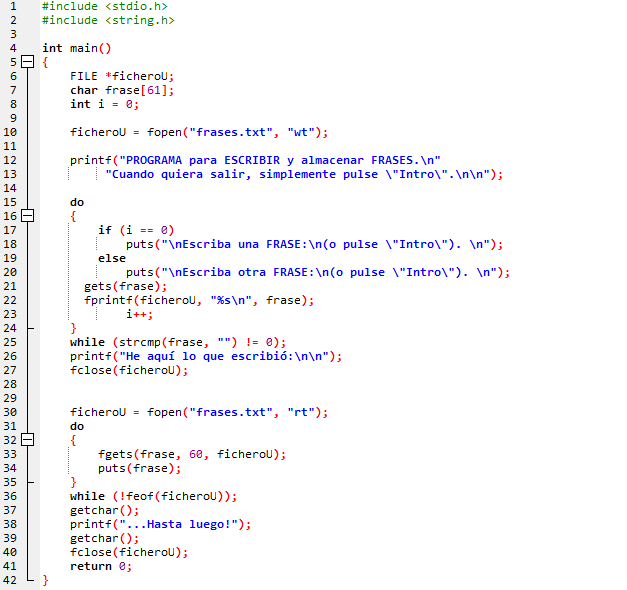 1 #include <stdio.h>
2 #include <string.h>
3
4 int main()
5 {
6 FILE *ficheroU;
7 char frase[61];
8 int i = 0;
9
10 ficheroU = fopen("frases.txt", "wt");
11
12 printf("PROGRAMA para ESCRIBIR y almacenar FRASES.\n"
13 "Cuando quiera salir, simplemente pulse \"Intro\".\n\n");
14
15 do
16 {
17 if (i == 0)
18 puts("\nEscriba una FRASE:\n(o pulse \"Intro\"). \n");
19 else
20 puts("\nEscriba otra FRASE:\n(o pulse \"Intro\"). \n");
21 gets(frase);
22 fprintf(ficheroU, "%s\n", frase);
23 i++;
24 }
25 while (strcmp(frase, "") != 0);
26 printf("He aquí lo que escribió:\n\n");
27 fclose(ficheroU);
28
29
30 ficheroU = fopen("frases.txt", "rt");
31 do
32 {
33 fgets(frase, 60, ficheroU);
34 puts(frase);
35 }
36 while (!feof(ficheroU));
37 getchar();
38 printf("...Hasta luego!");
39 getchar();
40 fclose(ficheroU);
41 return 0;
42 }